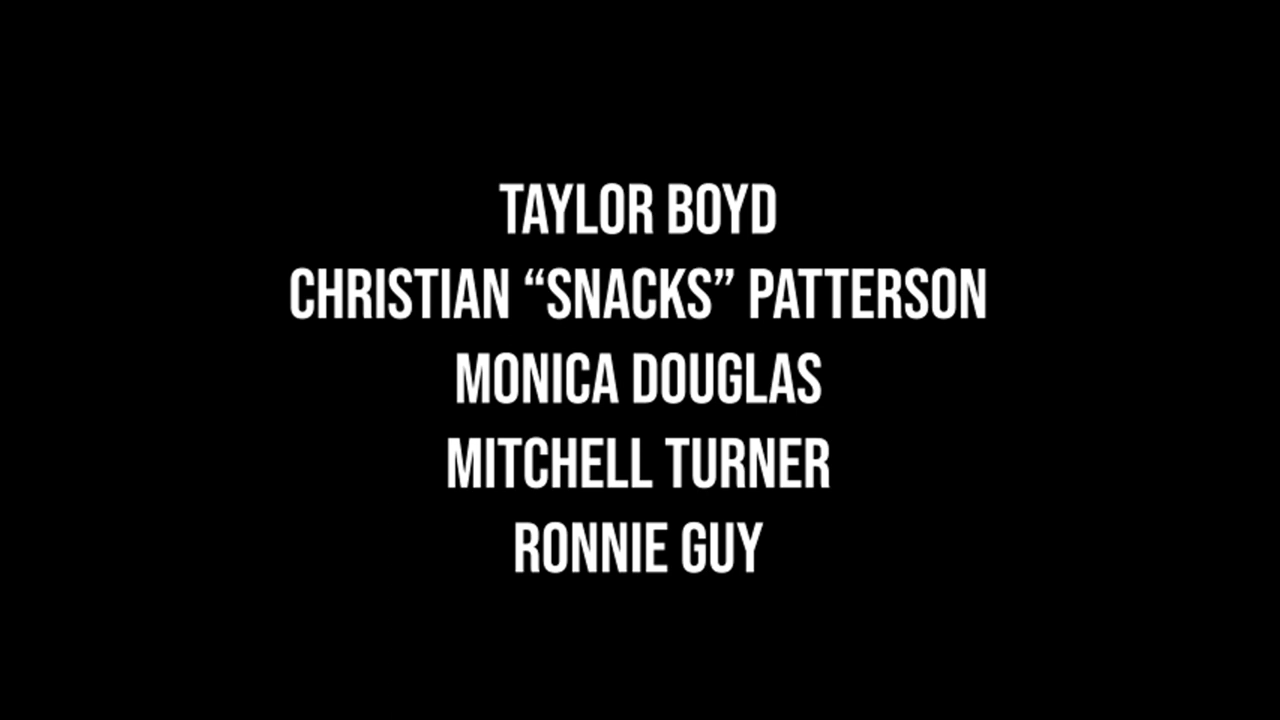 TAYLOR BOYD
CHRISTIAN “SNACKS” PATTERSON
MONICA DOUGLAS
MITCHELL TURNER
RONNIE GUY